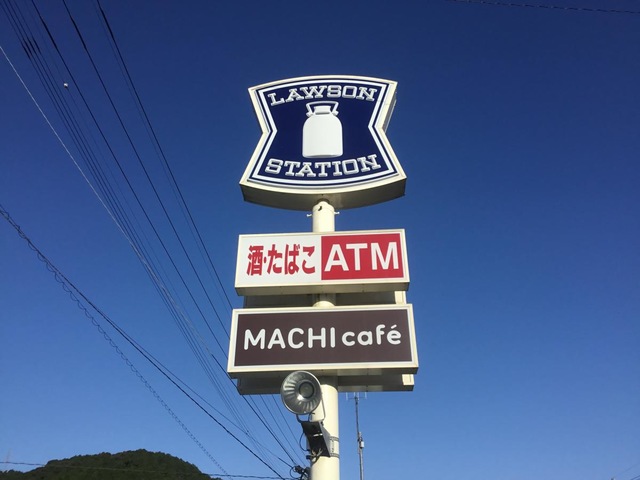 LAWSON
STATION
酒・たばこ ATM
MACHI café